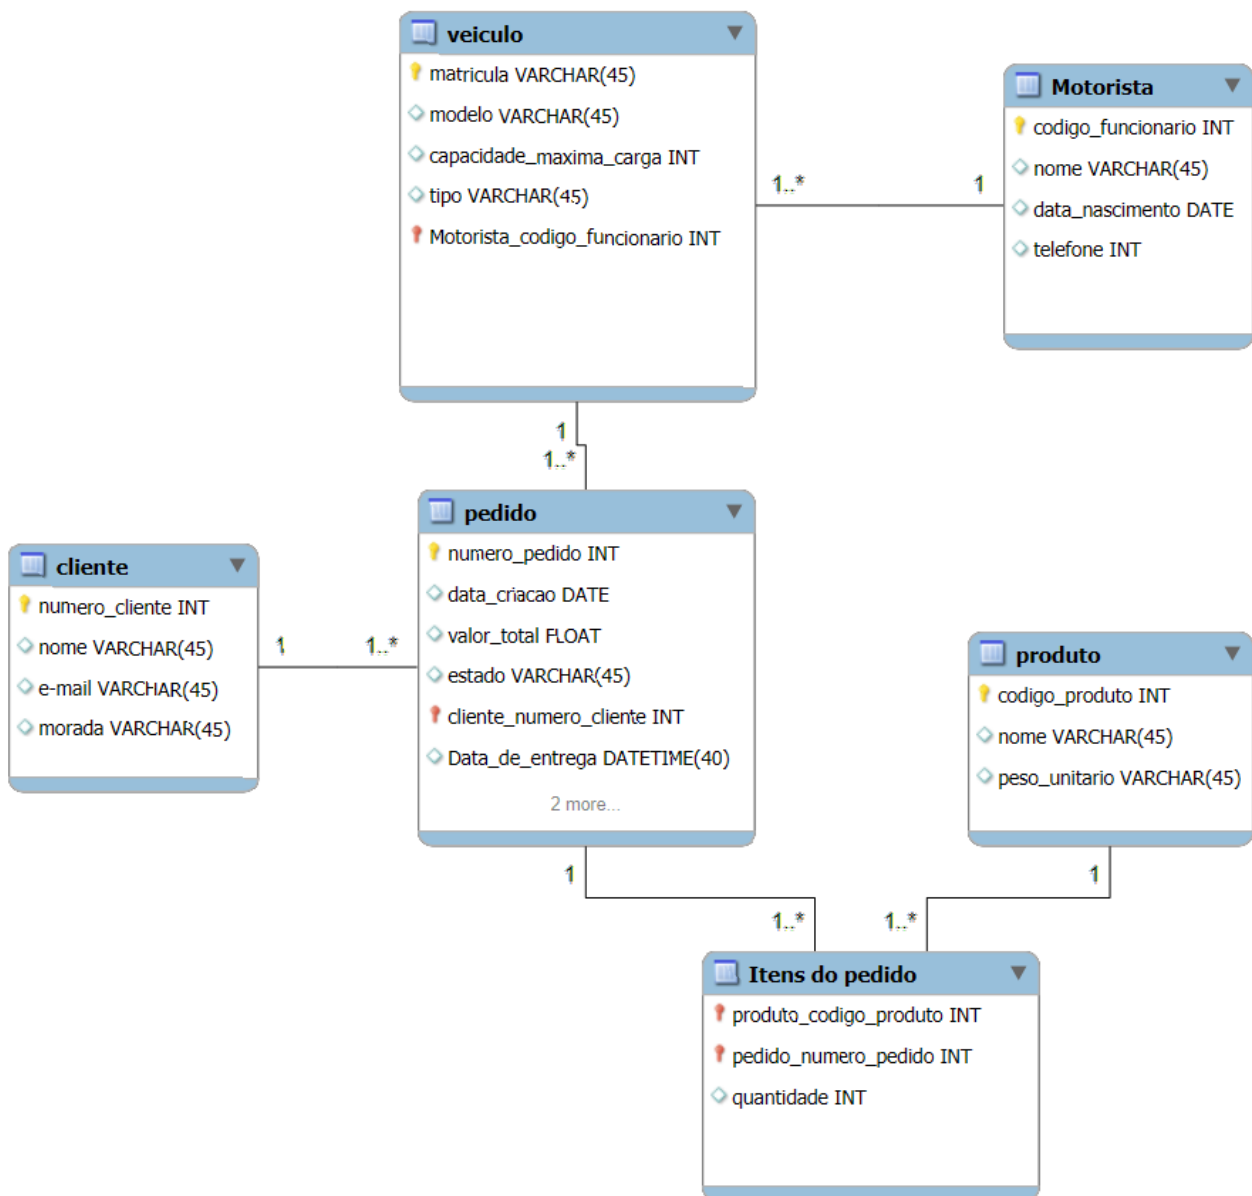 veiculo
matricula VARCHAR(45)
modelo VARCHAR(45)
capacidade_maxima_carga INT
tipo VARCHAR(45)
Motorista_codigo_funcionario INT
1..*
1
Motorista
codigo_funcionario INT
nome VARCHAR(45)
data_nascimento DATE
telefone INT
1
1..*
pedido
numero_pedido INT
data_criacao DATE
valor_total FLOAT
estado VARCHAR(45)
cliente_numero_cliente INT
Data_de_entrega DATETIME(40)
2 more...
cliente
numero_cliente INT
nome VARCHAR(45)
e-mail VARCHAR(45)
morada VARCHAR(45)
1
1..*
produto
codigo_produto INT
nome VARCHAR(45)
peso_unitario VARCHAR(45)
1
1..*
1..*
1
Itens do pedido
produto_codigo_produto INT
pedido_numero_pedido INT
quantidade INT